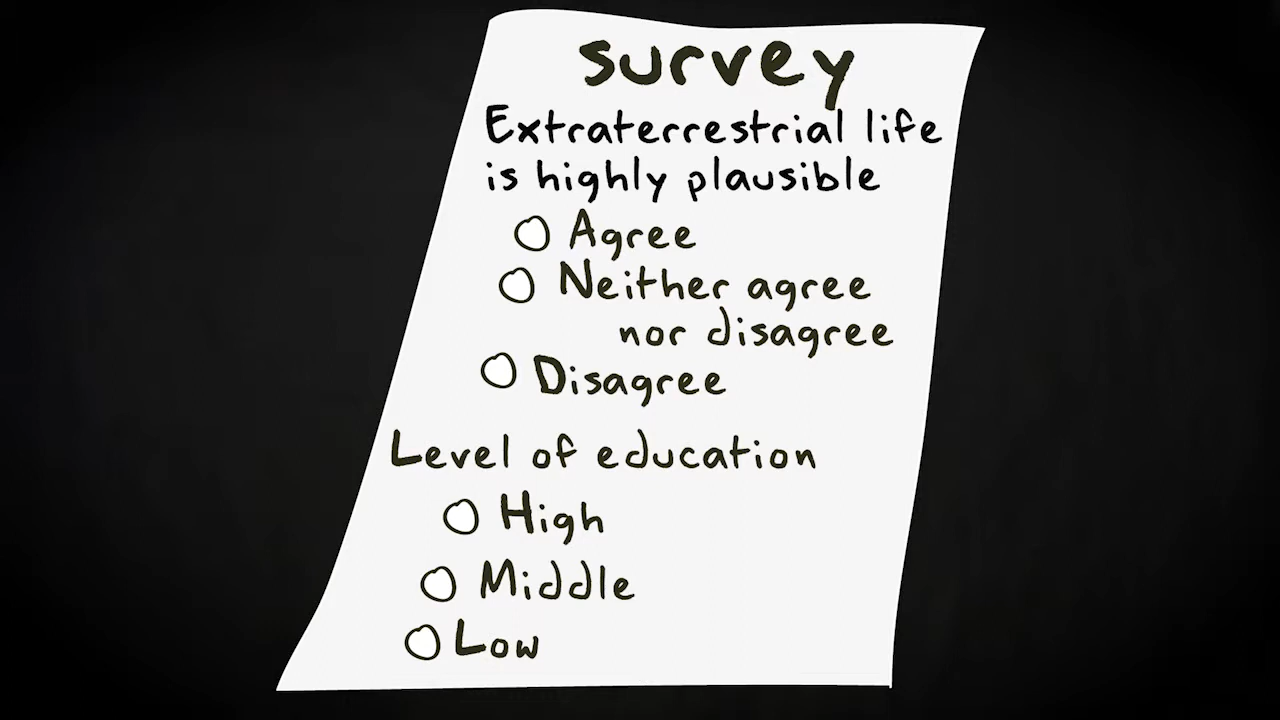 survey
Extraterrestrial life
is highly plausible
Agree
Neither agree
nor disagree
Disagree
Level of education
High
Middle
Low